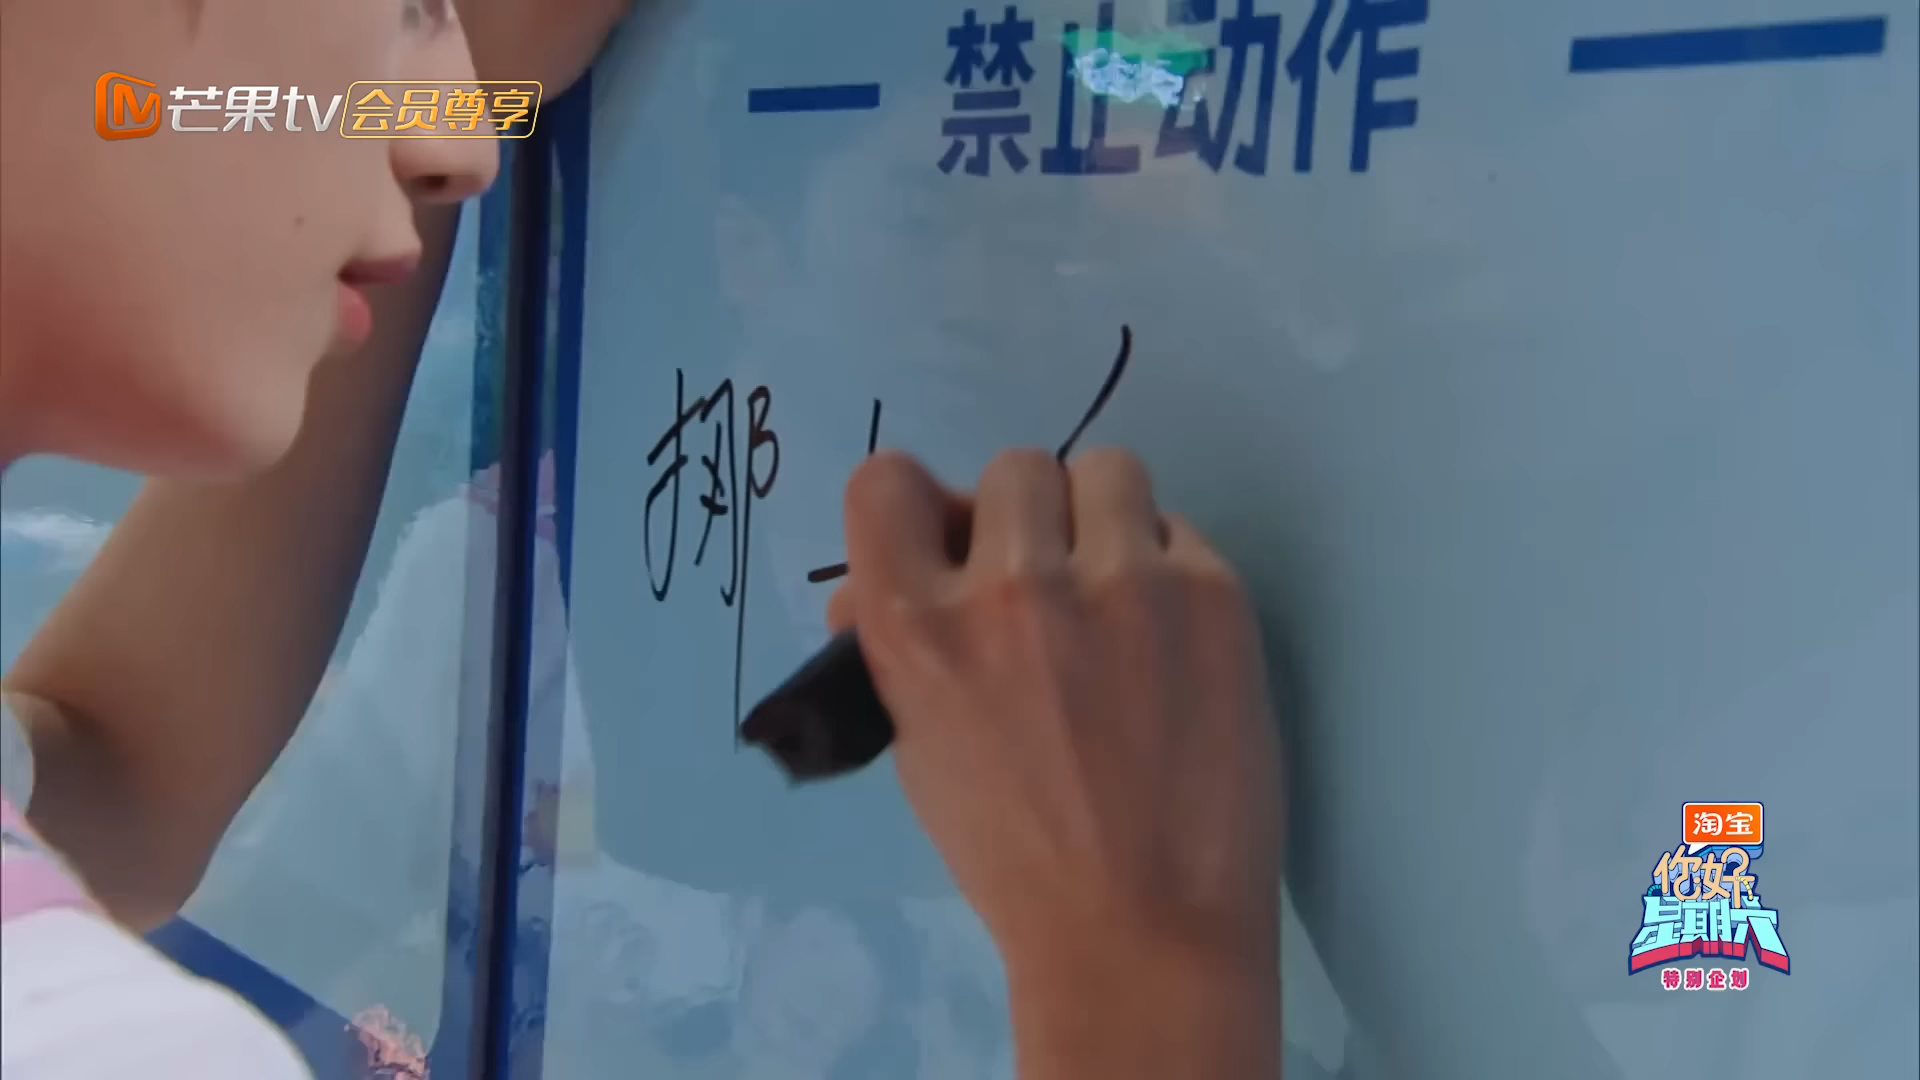 芒果tv 会员尊享
禁止动作
挪
淘宝
你好
星期六
特别企划